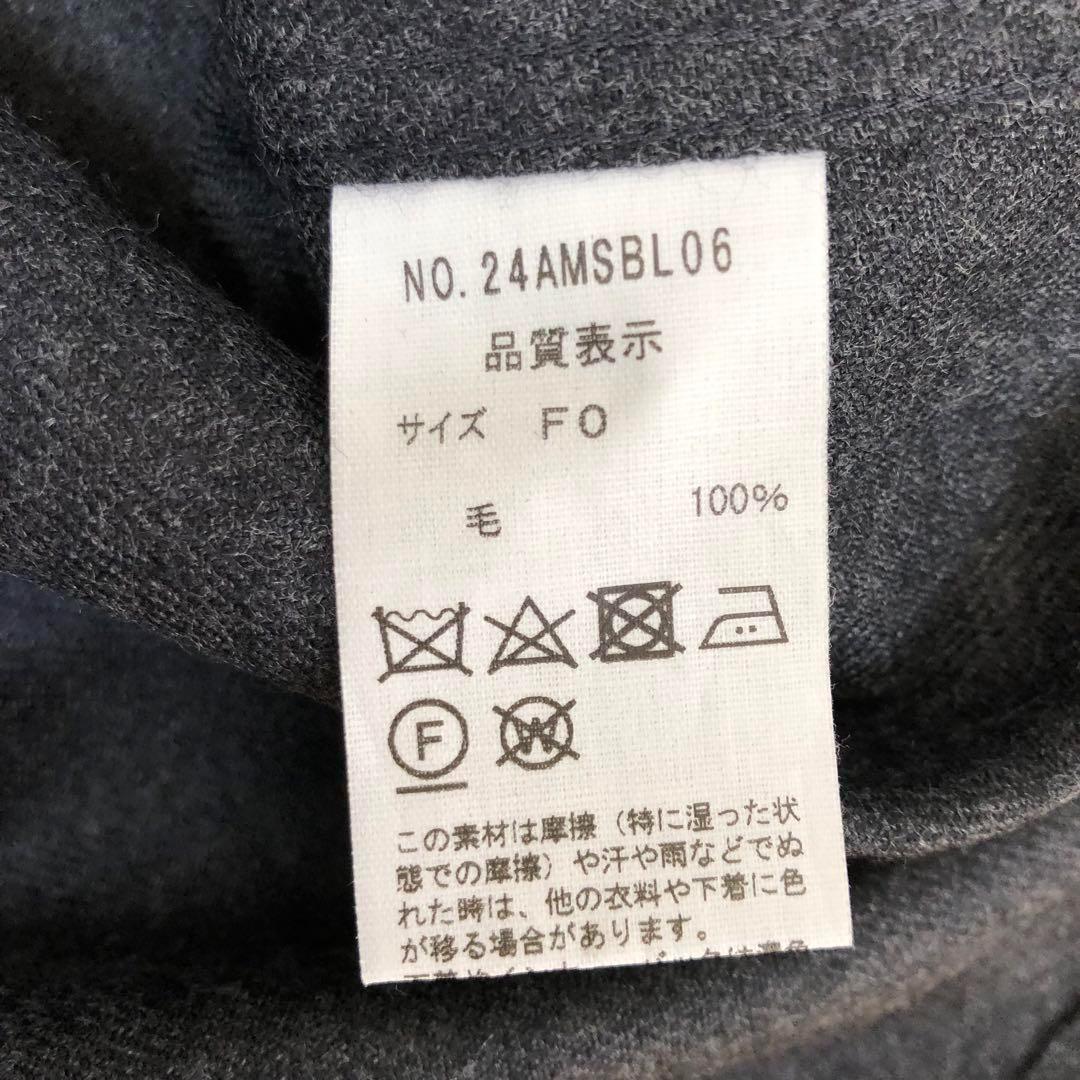 NO.24AMSBL06
品質表示
サイズ FO
毛 100%
F
W
この素材は摩擦（特に湿った状
態での摩擦）や汗や雨などでぬ
れた時は、他の衣料や下着に色
が移る場合があります。